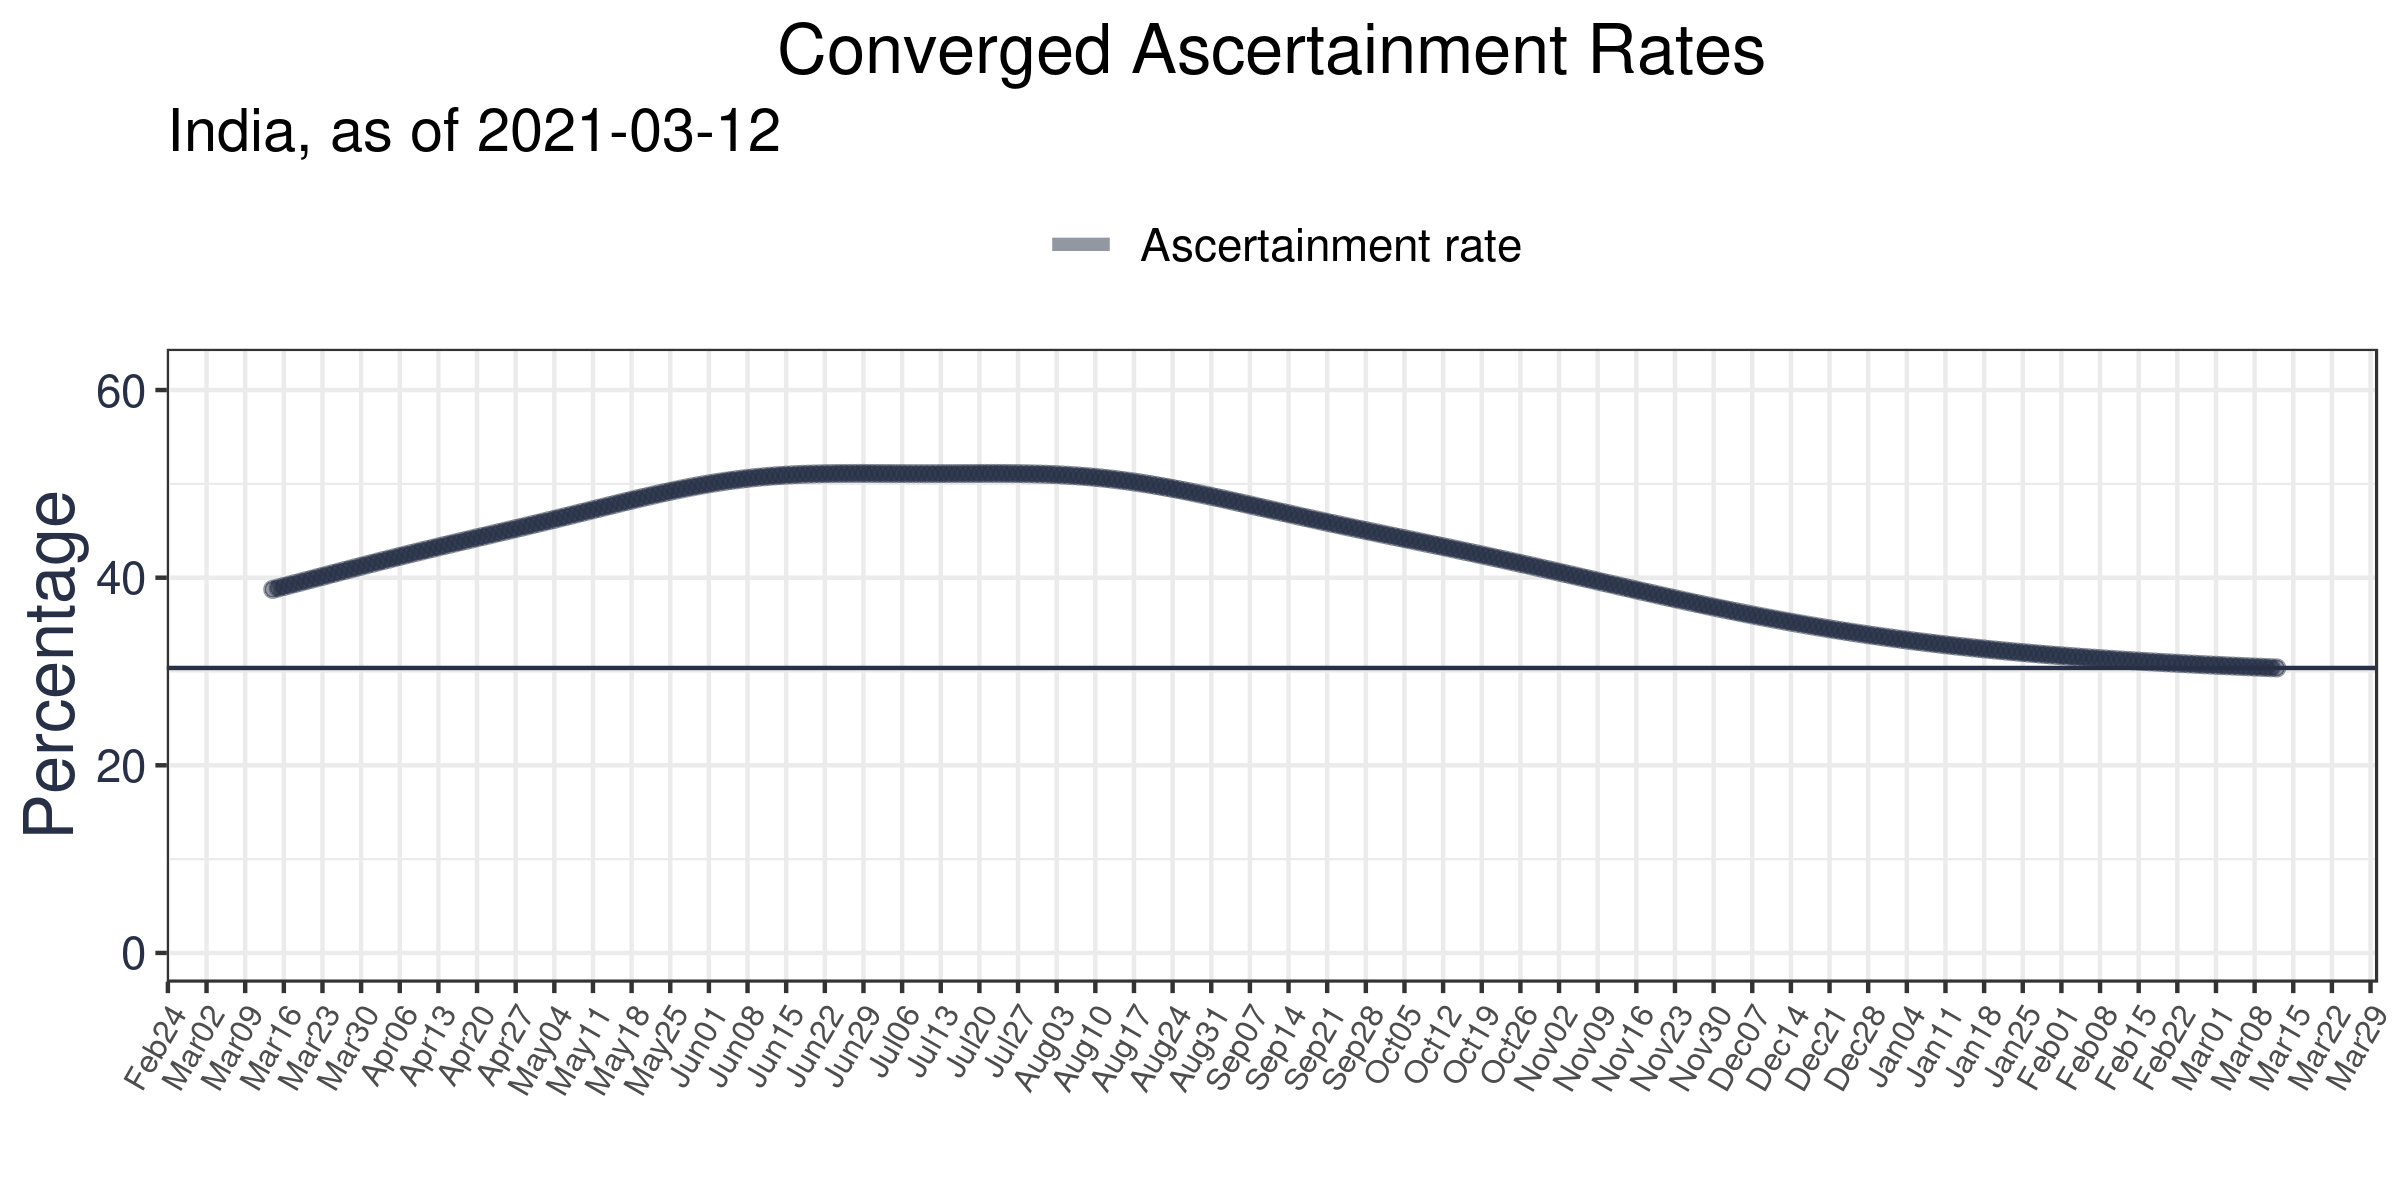 Converged Ascertainment Rates
India, as of 2021-03-12
Ascertainment rate
Percentage
60
40
20
0
Feb24
Mar02
Mar09
Mar16
Mar23
Mar30
Apr06
Apr13
Apr20
Apr27
May04
May11
May18
May25
Jun01
Jun08
Jun15
Jun22
Jun29
Jul06
Jul13
Jul20
Jul27
Aug03
Aug10
Aug17
Aug24
Aug31
Sep07
Sep14
Sep21
Sep28
Oct05
Oct12
Oct19
Oct26
Nov02
Nov09
Nov16
Nov23
Nov30
Dec07
Dec14
Dec21
Dec28
Jan04
Jan11
Jan18
Jan25
Feb01
Feb08
Feb15
Feb22
Mar01
Mar08
Mar15
Mar22
Mar29